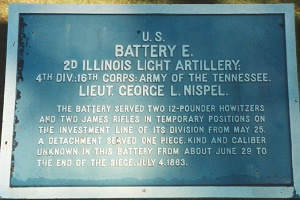 U.S.
BATTERY E.
2D ILLINOIS LIGHT ARTILLERY:
4TH DIV.:16TH CORPS: ARMY OF THE TENNESSEE.
LIEUT. GEORGE L. NISPEL.
THE BATTERY SERVED TWO 12-POUNDER HOWITZERS
AND TWO JAMES RIFLES IN TEMPORARY POSITIONS ON
THE INVESTMENT LINE OF ITS DIVISION FROM MAY 25.
A DETACHMENT SERVED ONE PIECE, KIND AND CALIBER
UNKNOWN, IN THIS BATTERY FROM ABOUT JUNE 29 TO
THE END OF THE SIEGE, JULY 4, 1863.